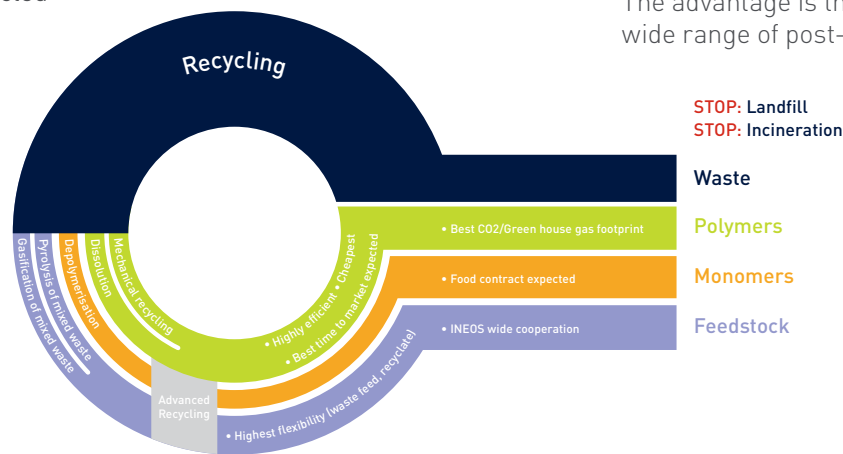 The advantage is th
wide range of post-
Recycling
STOP: Landfill
STOP: Incineration
Waste
• Best CO2/Green house gas footprint
Polymers
• Food contract expected
Monomers
• INEOS wide cooperation
Feedstock
Gasification of mixed waste
Pyrolysis of mixed waste
Depolymerisation
Dissolution
Mechanical recycling
• Highly efficient • Cheapest
• Best time to market expected
Advanced
Recycling
• Highest flexibility (waste feed, recyclate)